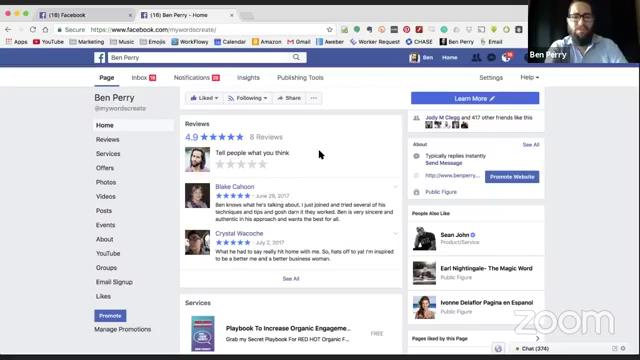 (16) Facebook
(16) Ben Perry - Home
Secure https://www.facebook.com/mywordscreate/
Facebook YouTube Marketing Emojis WorkFlowy Calendar Amazon GDrive Gmail Aweber Worker Request CHASE Ben Perry Email
Ben Perry
Ben Perry
Ben Home
Page Inbox Notifications Insights Publishing Tools Settings Help
Ben Perry
@mywordscreate
Home
Reviews
Services
Offers
Photos
Videos
Posts
Events
About
YouTube
Groups
Email Signup
Likes
Promote
Manage Promotions
Liked Following Share ...
Learn More
Reviews
4.9 8 Reviews
Tell people what you think
Blake Cahoon
June 29, 2017
Ben knows what he's talking about. I just joined and tried several of his
techniques and tips and gosh darn it they worked. Ben is very sincere and
authentic in his approach and wants the best for all.
Crystal Wacoche
July 2, 2017
What he had to say really hit home with me. So, hats off to ya! I'm inspired
to be a better me and a better business woman.
See All
Services
Playbook To Increase Organic Engageme...
FREE
Grab my Secret Playbook For RED HOT Organic F...
Jody M Clegg and 417 other friends like this
About See All
Typically replies instantly
Send Message
http://www.benperry...
Promote Website
Public Figure
People Also Like
Sean John
Product/Service
Earl Nightingale- The Magic Word
Public Figure
Ivonne Delaflor Pagina en Espanol
Public Figure
Pages liked by this Page
Chat (374)
zoom